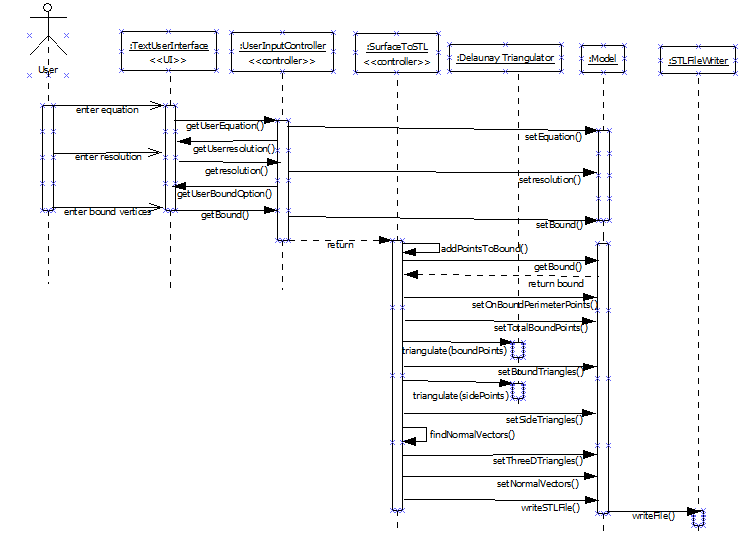 :TextUserInterface
<<UI>>
:UserInputController
<<controller>>
:SurfaceToSTL
<<controller>>
:Delaunay Triangulator
:Model
:STLFileWriter
User
enter equation
getUserEquation()
setEquation()
getUserresolution()
enter resolution
getresolution()
setresolution()
getUserBoundOption()
enter bound vertices
getBound()
setBound()
return
addPointsToBound()
getBound()
return bound
setOnBoundPerimeterPoints()
setTotalBoundPoints()
triangulate(boundPoints)
setBoundTriangles()
triangulate(sidePoints)
setSideTriangles()
findNormalVectors()
setThreeDTriangles()
setNormalVectors()
writeSTLFile()
writeFile()